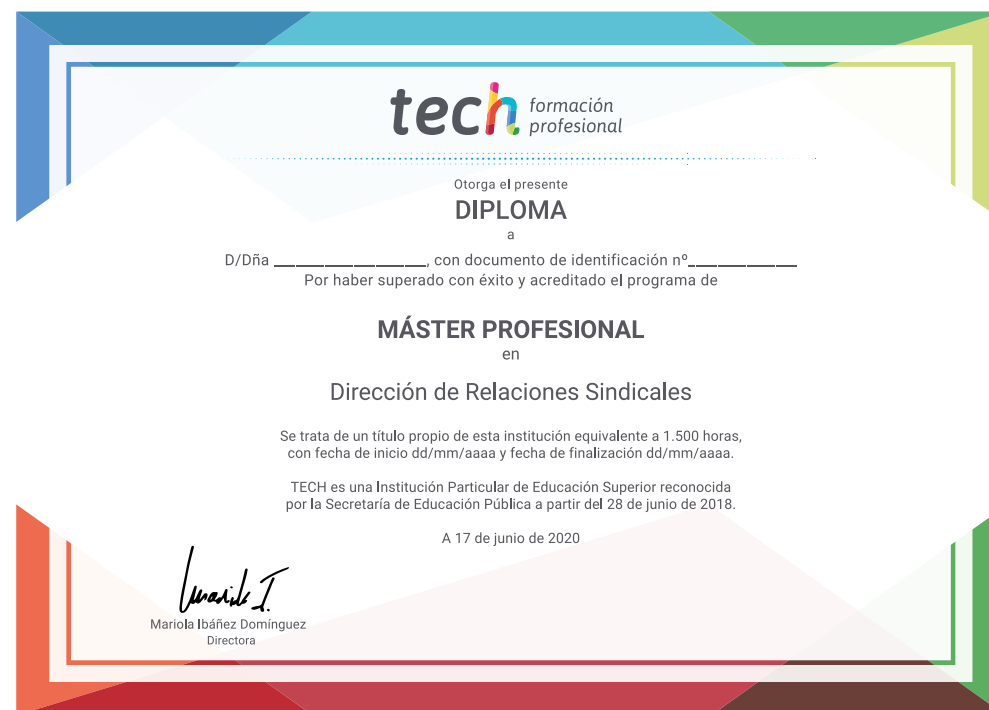 tech formación
profesional
Otorga el presente
DIPLOMA
a
D/Dña ______________, con documento de identificación nº__________
Por haber superado con éxito y acreditado el programa de
MÁSTER PROFESIONAL
en
Dirección de Relaciones Sindicales
Se trata de un título propio de esta institución equivalente a 1.500 horas,
con fecha de inicio dd/mm/aaaa y fecha de finalización dd/mm/aaaa.
TECH es una Institución Particular de Educación Superior reconocida
por la Secretaría de Educación Pública a partir del 28 de junio de 2018.
A 17 de junio de 2020
Mariola Ibáñez Domínguez
Directora